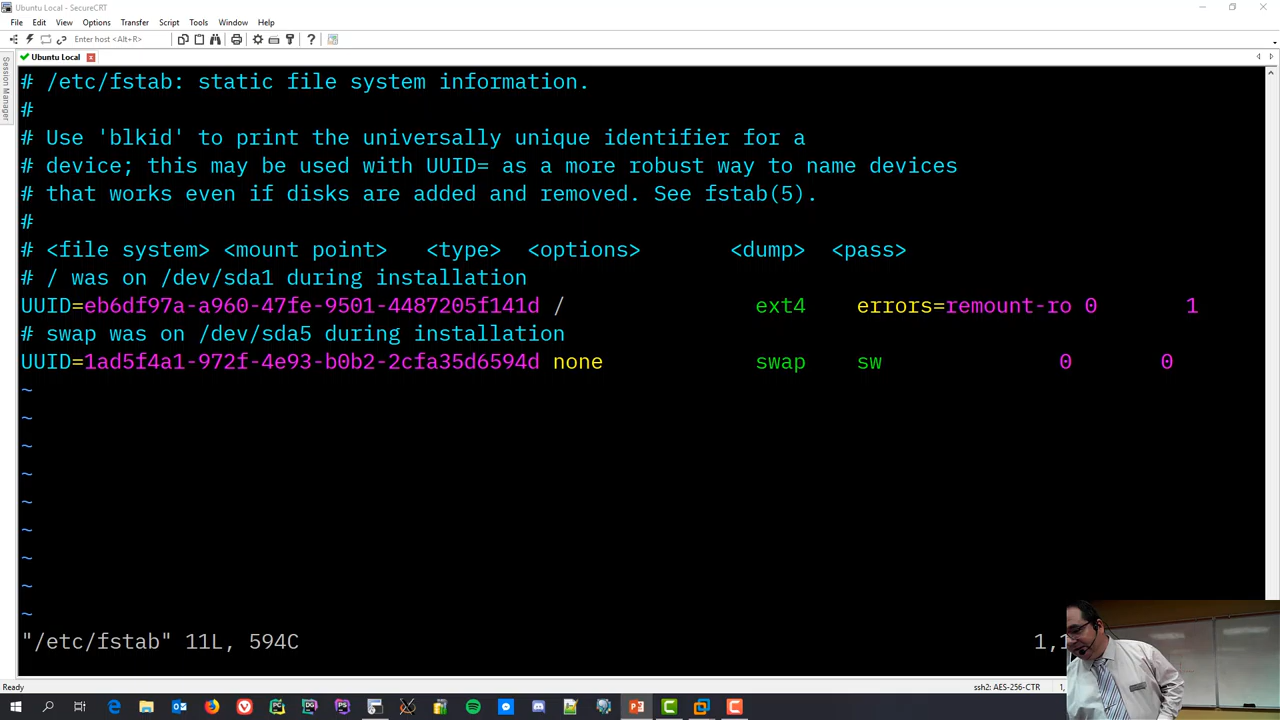 Ubuntu Local - SecureCRT
File Edit View Options Transfer Script Tools Window Help
Enter host <Alt+R>
Ubuntu Local
Session Manager
# /etc/fstab: static file system information.
#
# Use 'blkid' to print the universally unique identifier for a
# device; this may be used with UUID= as a more robust way to name devices
# that works even if disks are added and removed. See fstab(5).
#
# <file system> <mount point>   <type>  <options>       <dump>  <pass>
# / was on /dev/sda1 during installation
UUID=eb6df97a-a960-47fe-9501-4487205f141d /               ext4    errors=remount-ro 0       1
# swap was on /dev/sda5 during installation
UUID=1ad5f4a1-972f-4e93-b0b2-2cfa35d6594d none            swap    sw              0       0
~
~
~
~
~
~
~
~
~
"/etc/fstab" 11L, 594C 1,1
Ready ssh2: AES-256-CTR 1,